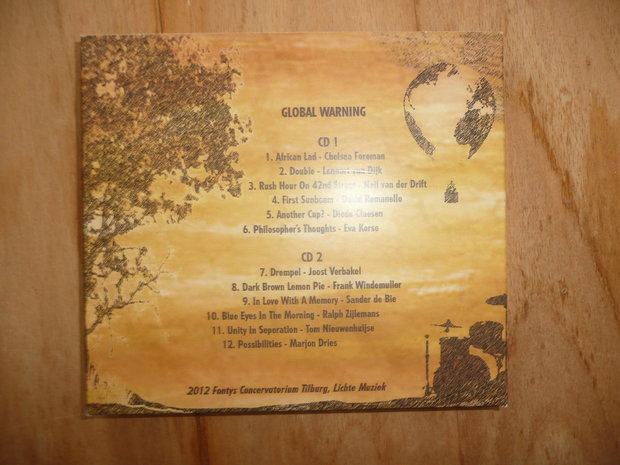 GLOBAL WARNING
CD 1
1. African Lad - Chelsea Foreman
2. Double - Lennart van Dijk
3. Rush Hour On 42nd Street - Neil van der Drift
4. First Sunbeam - David Romanello
5. Another Cup? - Diede Claesen
6. Philosopher's Thoughts - Eva Korse
CD 2
7. Drempel - Joost Verbakel
8. Dark Brown Lemon Pie - Frank Windemuller
9. In Love With A Memory - Sander de Bie
10. Blue Eyes In The Morning - Ralph Zijlemans
11. Unity In Seporation - Tom Nieuwenhuijse
12. Possibilities - Marjon Dries
2012 Fontys Concervatorium Tilburg, Lichte Muziek